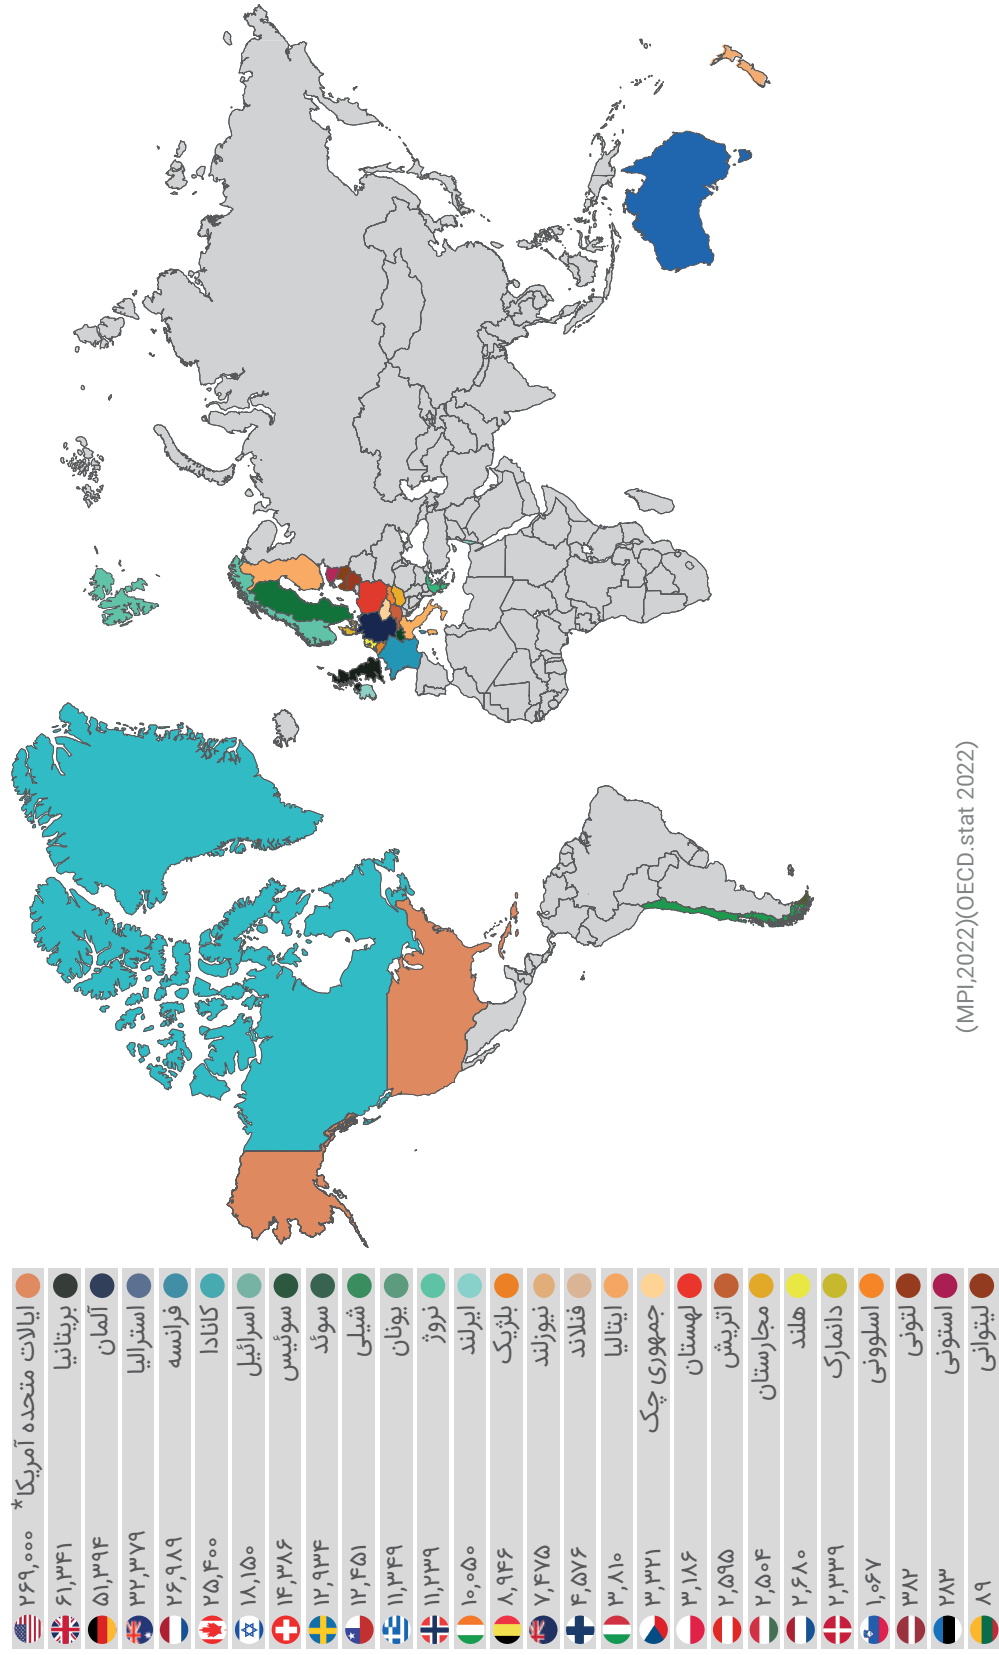 ایالات متحده آمریکا* ۲۶۹,۰۰۰
بریتانیا ۶۱,۳۴۱
آلمان ۵۱,۳۹۴
استرالیا ۳۲,۳۷۹
فرانسه ۲۶,۹۸۹
کانادا ۲۵,۴۰۰
اسرائیل ۱۸,۱۵۰
سوئیس ۱۴,۳۸۶
سوئد ۱۲,۹۳۴
شیلی ۱۲,۴۵۱
یونان ۱۱,۳۴۹
نروژ ۱۱,۲۳۹
ایرلند ۱۰,۰۵۰
بلژیک ۸,۹۴۶
نیوزلند ۷,۴۷۵
فنلاند ۴,۵۷۶
ایتالیا ۳,۸۱۰
جمهوری چک ۳,۳۲۱
لهستان ۳,۱۸۶
اتریش ۲,۵۹۵
مجارستان ۲,۵۰۴
هلند ۲,۶۸۰
دانمارک ۲,۳۳۹
اسلوونی ۱,۰۶۷
لتونی ۳۸۲
استونی ۲۸۳
لیتوانی ۸۹
(MPI,2022)(OECD.stat 2022)